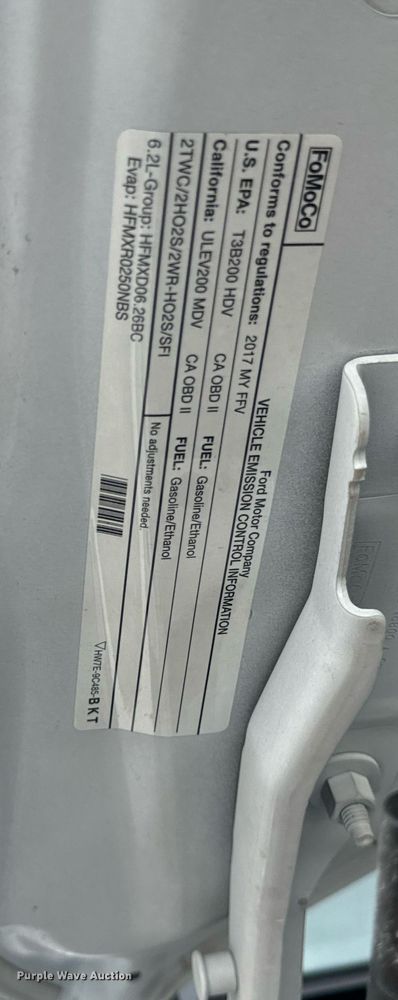 FoMoCo
Ford Motor Company
VEHICLE EMISSION CONTROL INFORMATION
Conforms to regulations: 2017 MY FFV
U.S. EPA: T3B200 HDV CA OBD II FUEL: Gasoline/Ethanol
California: ULEV200 MDV CA OBD II FUEL: Gasoline/Ethanol
2TWC/2HO2S/2WR-HO2S/SFI No adjustments needed.
6.2L-Group: HFMXD06.26BC
Evap: HFMXR0250NBS
HW7E-9C485-BKT
FoMoCo
Purple Wave Auction